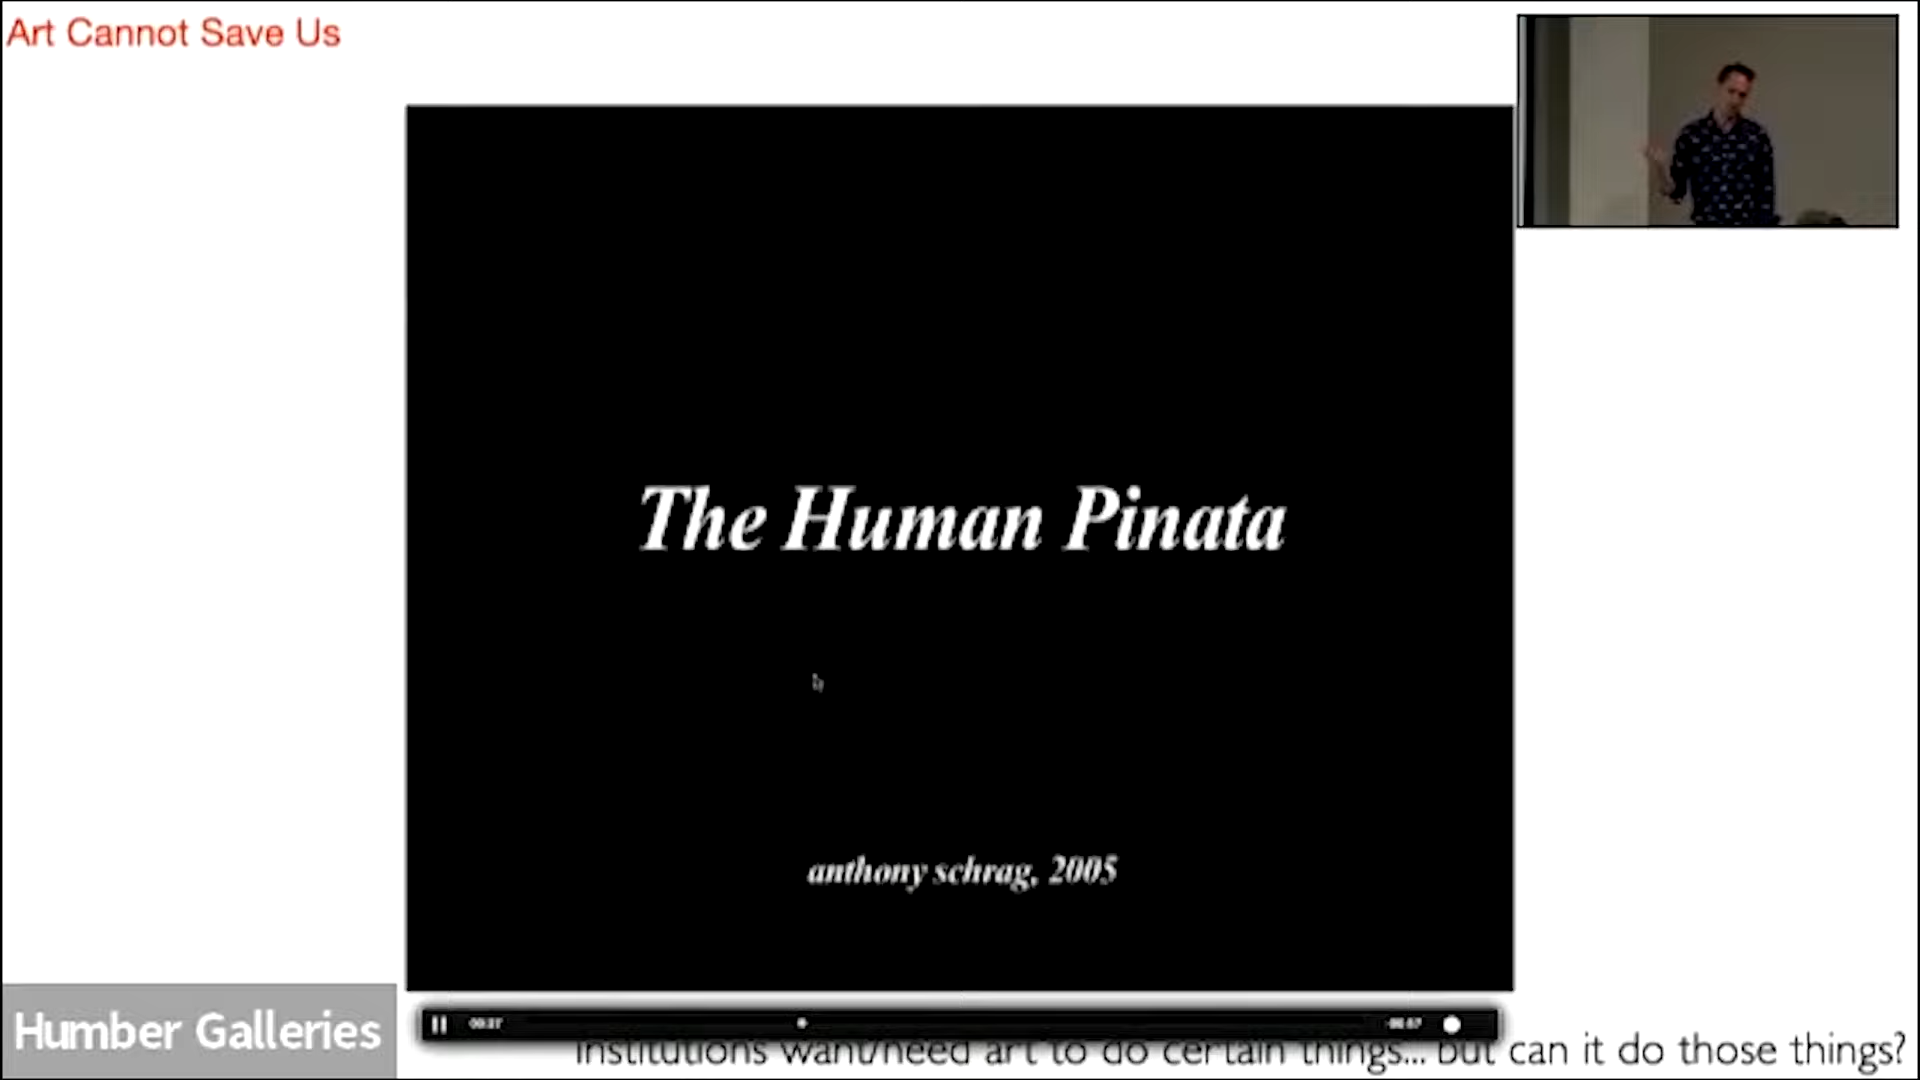 Art Cannot Save Us
The Human Pinata
anthony schrag, 2005
Humber Galleries
institutions want/need art to do certain things... but can it do those things?